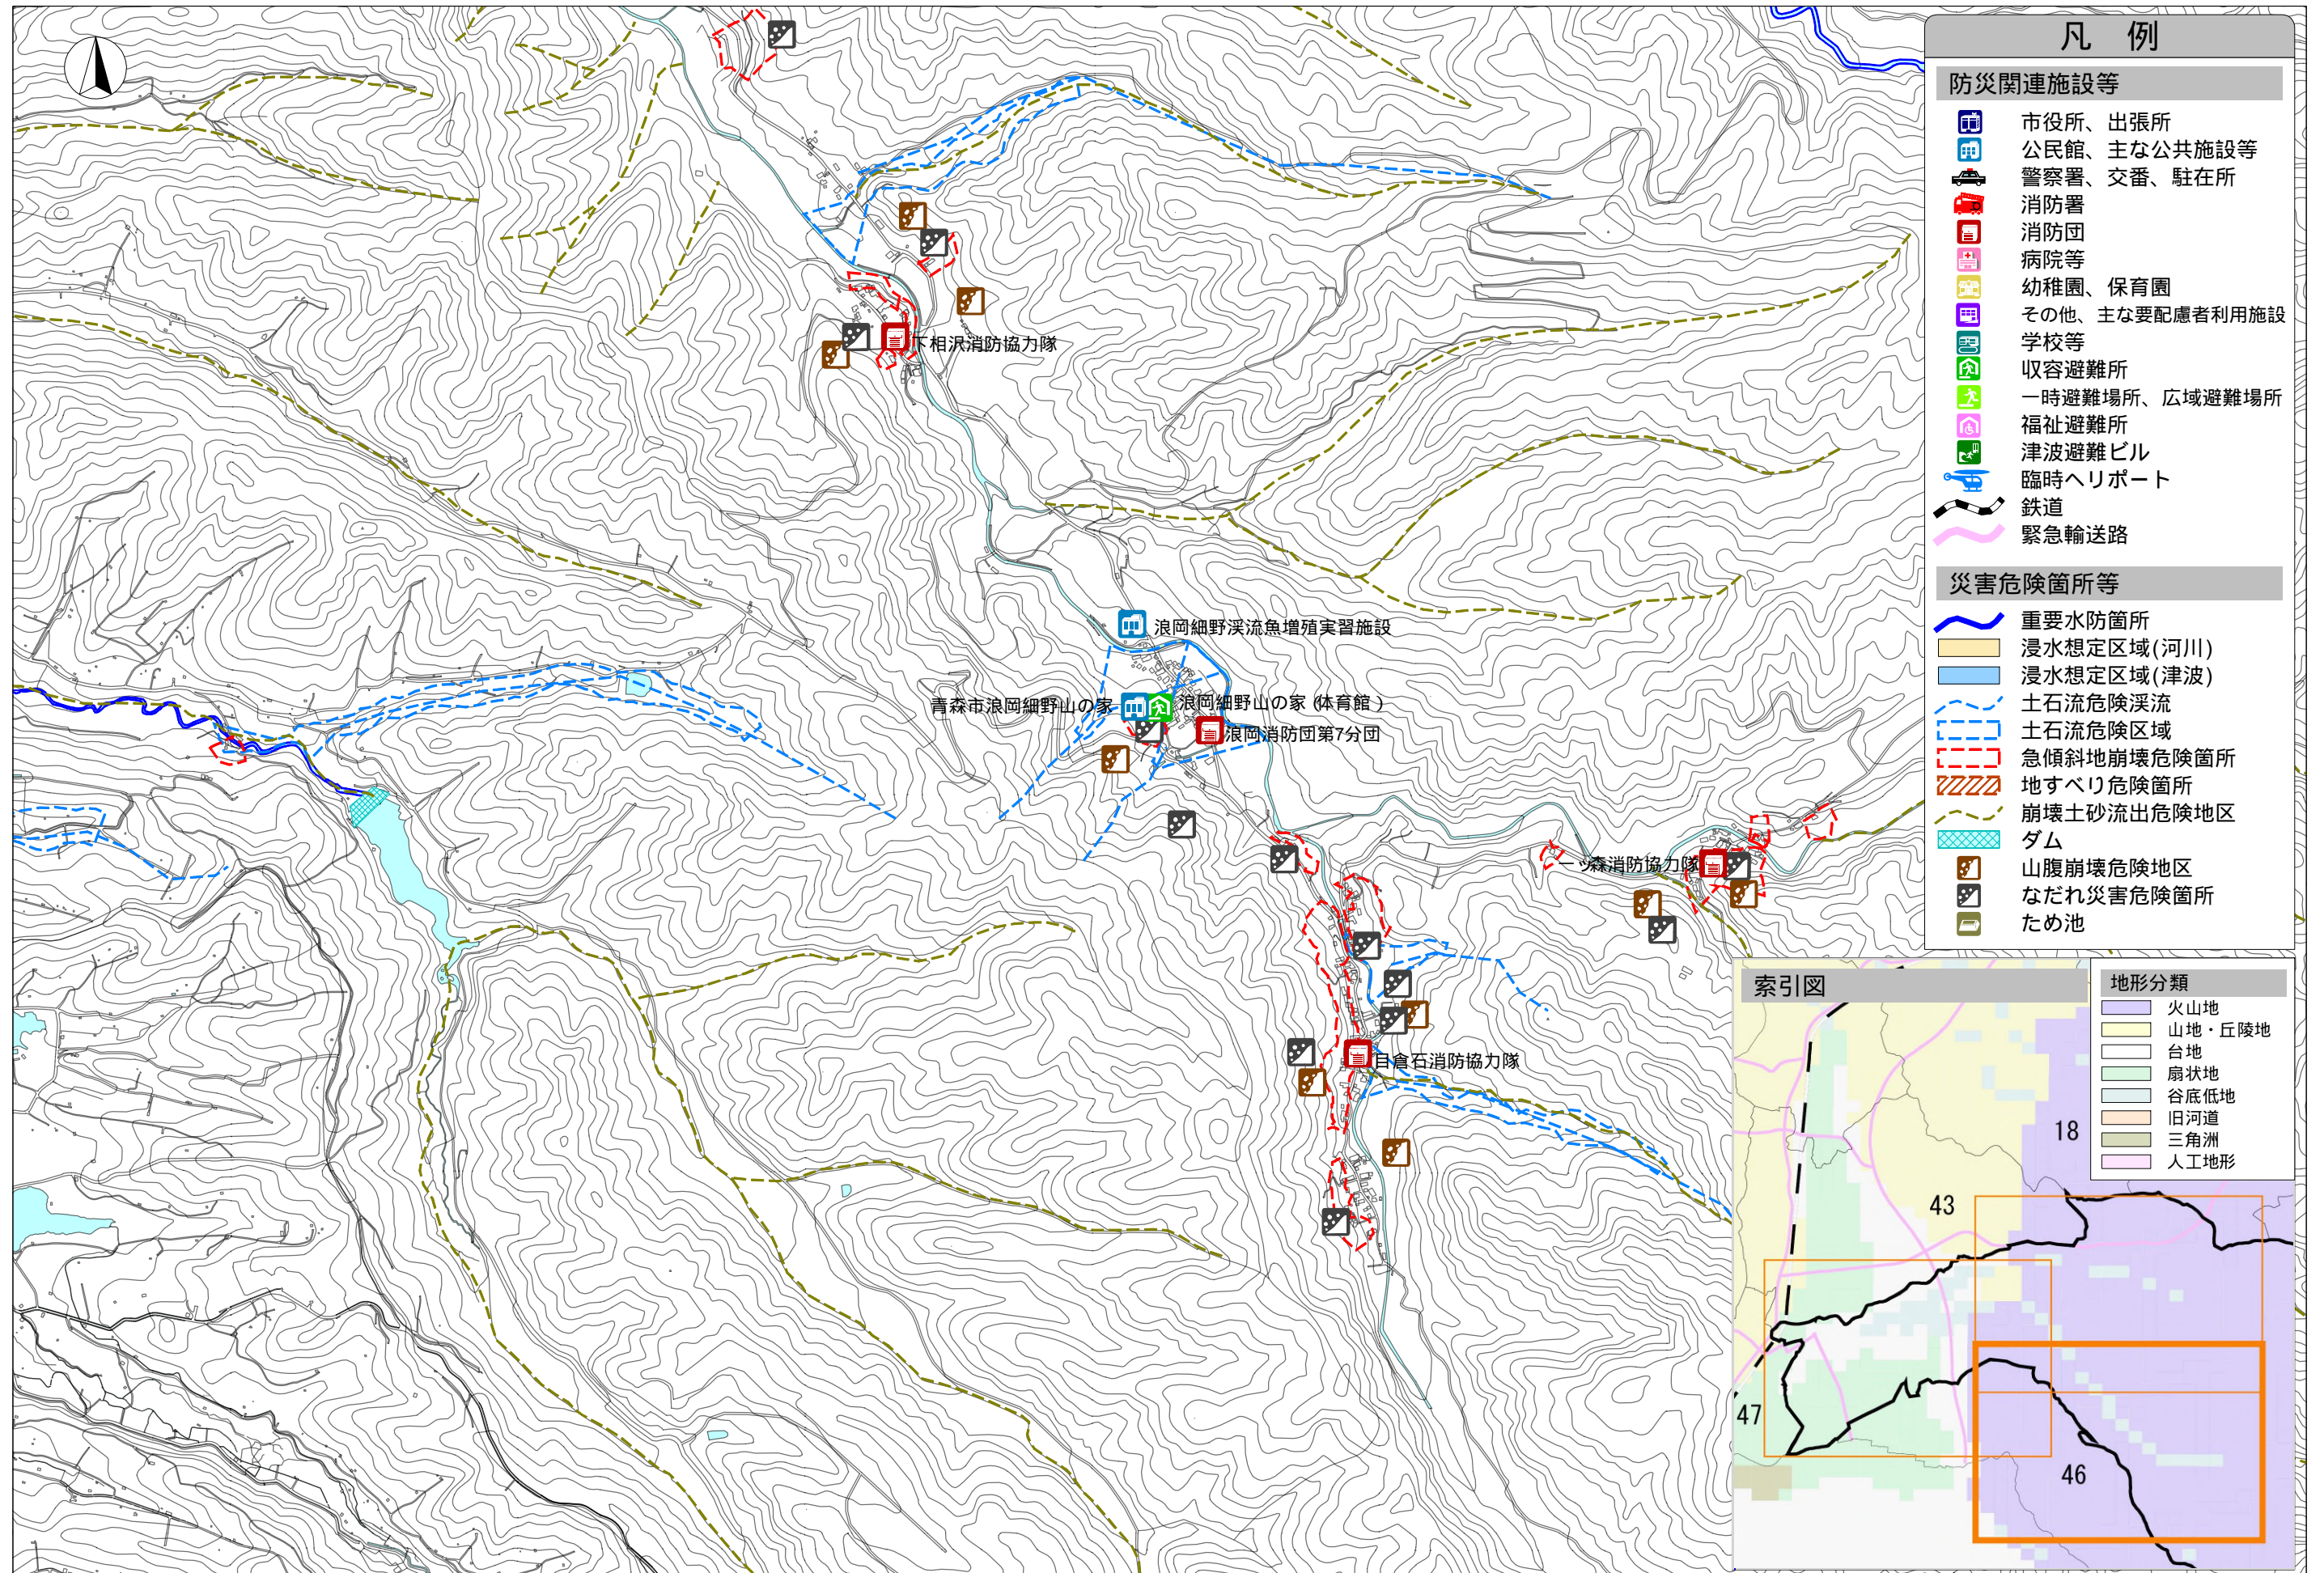 下相沢消防協力隊
浪岡細野渓流魚増殖実習施設
青森市浪岡細野山の家
浪岡細野山の家(体育館)
浪岡消防団第7分団
一ッ森消防協力隊
目倉石消防協力隊
凡 例
防災関連施設等
市役所、出張所
公民館、主な公共施設等
警察署、交番、駐在所
消防署
消防団
病院等
幼稚園、保育園
その他、主な要配慮者利用施設
学校等
収容避難所
一時避難場所、広域避難場所
福祉避難所
津波避難ビル
臨時ヘリポート
鉄道
緊急輸送路
災害危険箇所等
重要水防箇所
浸水想定区域(河川)
浸水想定区域(津波)
土石流危険渓流
土石流危険区域
急傾斜地崩壊危険箇所
地すべり危険箇所
崩壊土砂流出危険地区
ダム
山腹崩壊危険地区
なだれ災害危険箇所
ため池
索引図
地形分類
火山地
山地・丘陵地
台地
扇状地
谷底低地
旧河道
三角洲
人工地形
18
43
47
46